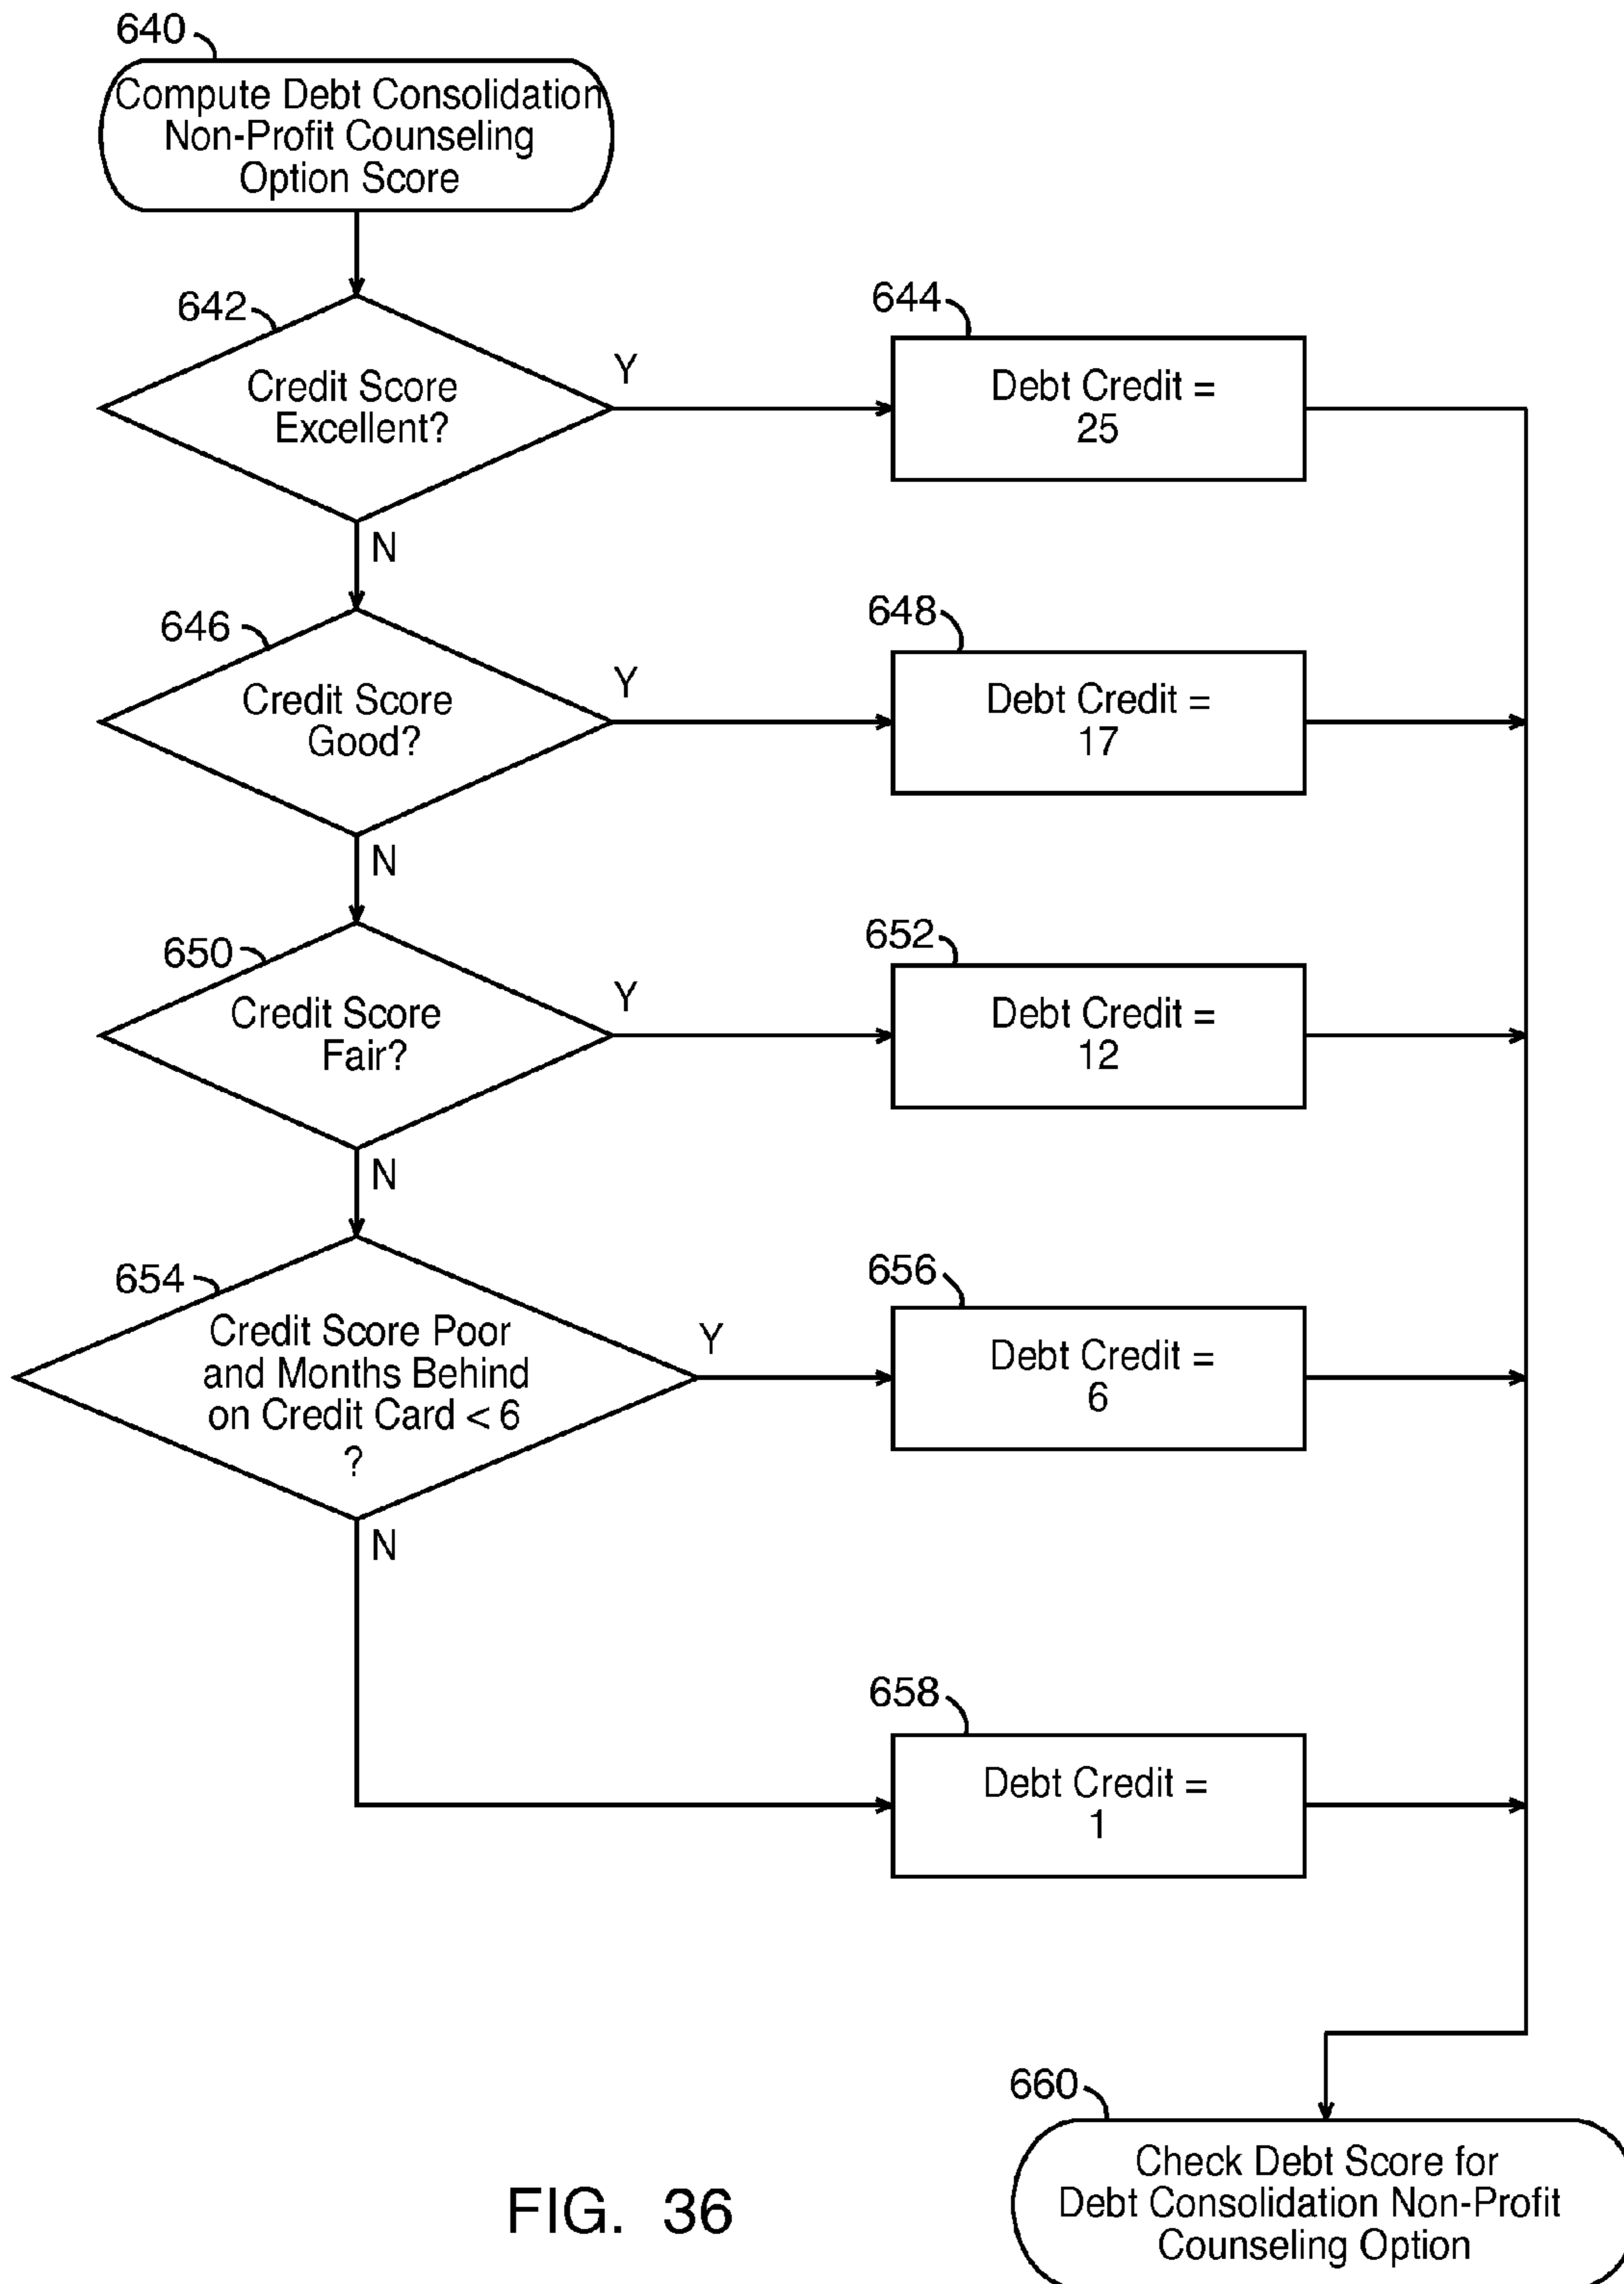 640
Compute Debt Consolidation
Non-Profit Counseling
Option Score
642
Credit Score
Excellent?
Y
N
644
Debt Credit =
25
646
Credit Score
Good?
Y
N
648
Debt Credit =
17
650
Credit Score
Fair?
Y
N
652
Debt Credit =
12
654
Credit Score Poor
and Months Behind
on Credit Card < 6
?
Y
N
656
Debt Credit =
6
658
Debt Credit =
1
660
Check Debt Score for
Debt Consolidation Non-Profit
Counseling Option
FIG. 36